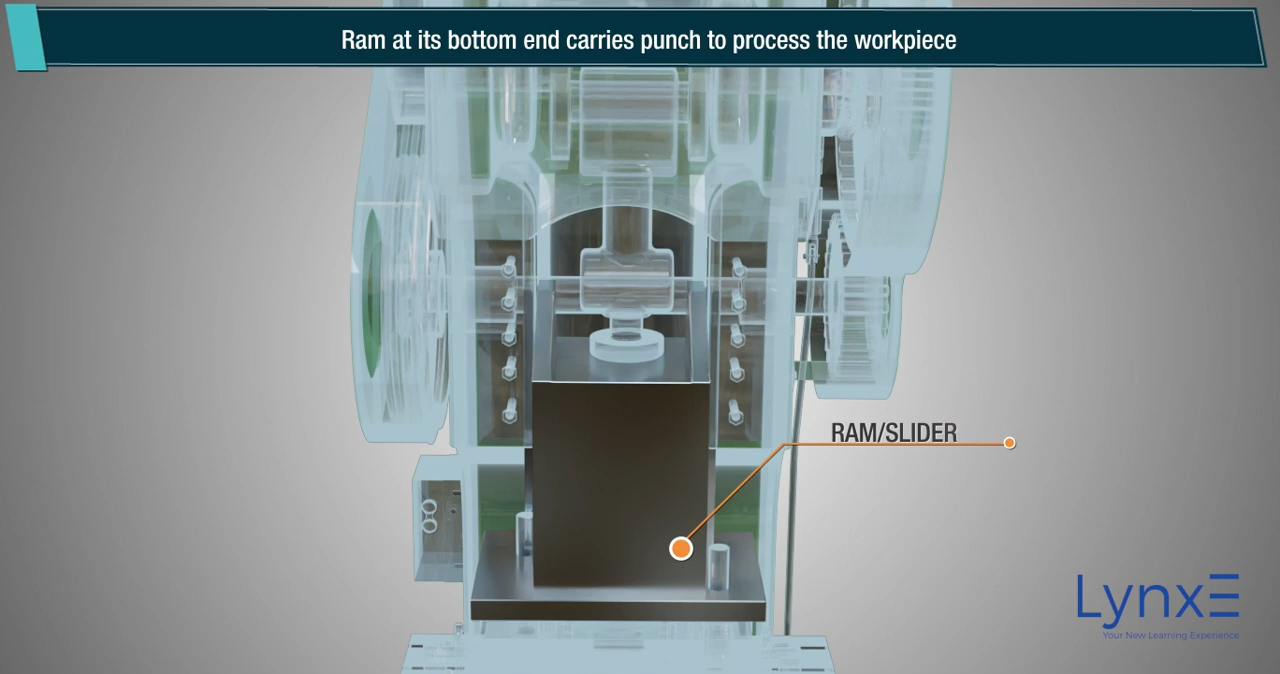 Ram at its bottom end carries punch to process the workpiece
RAM/SLIDER
LynxE
Your New Learning Experience